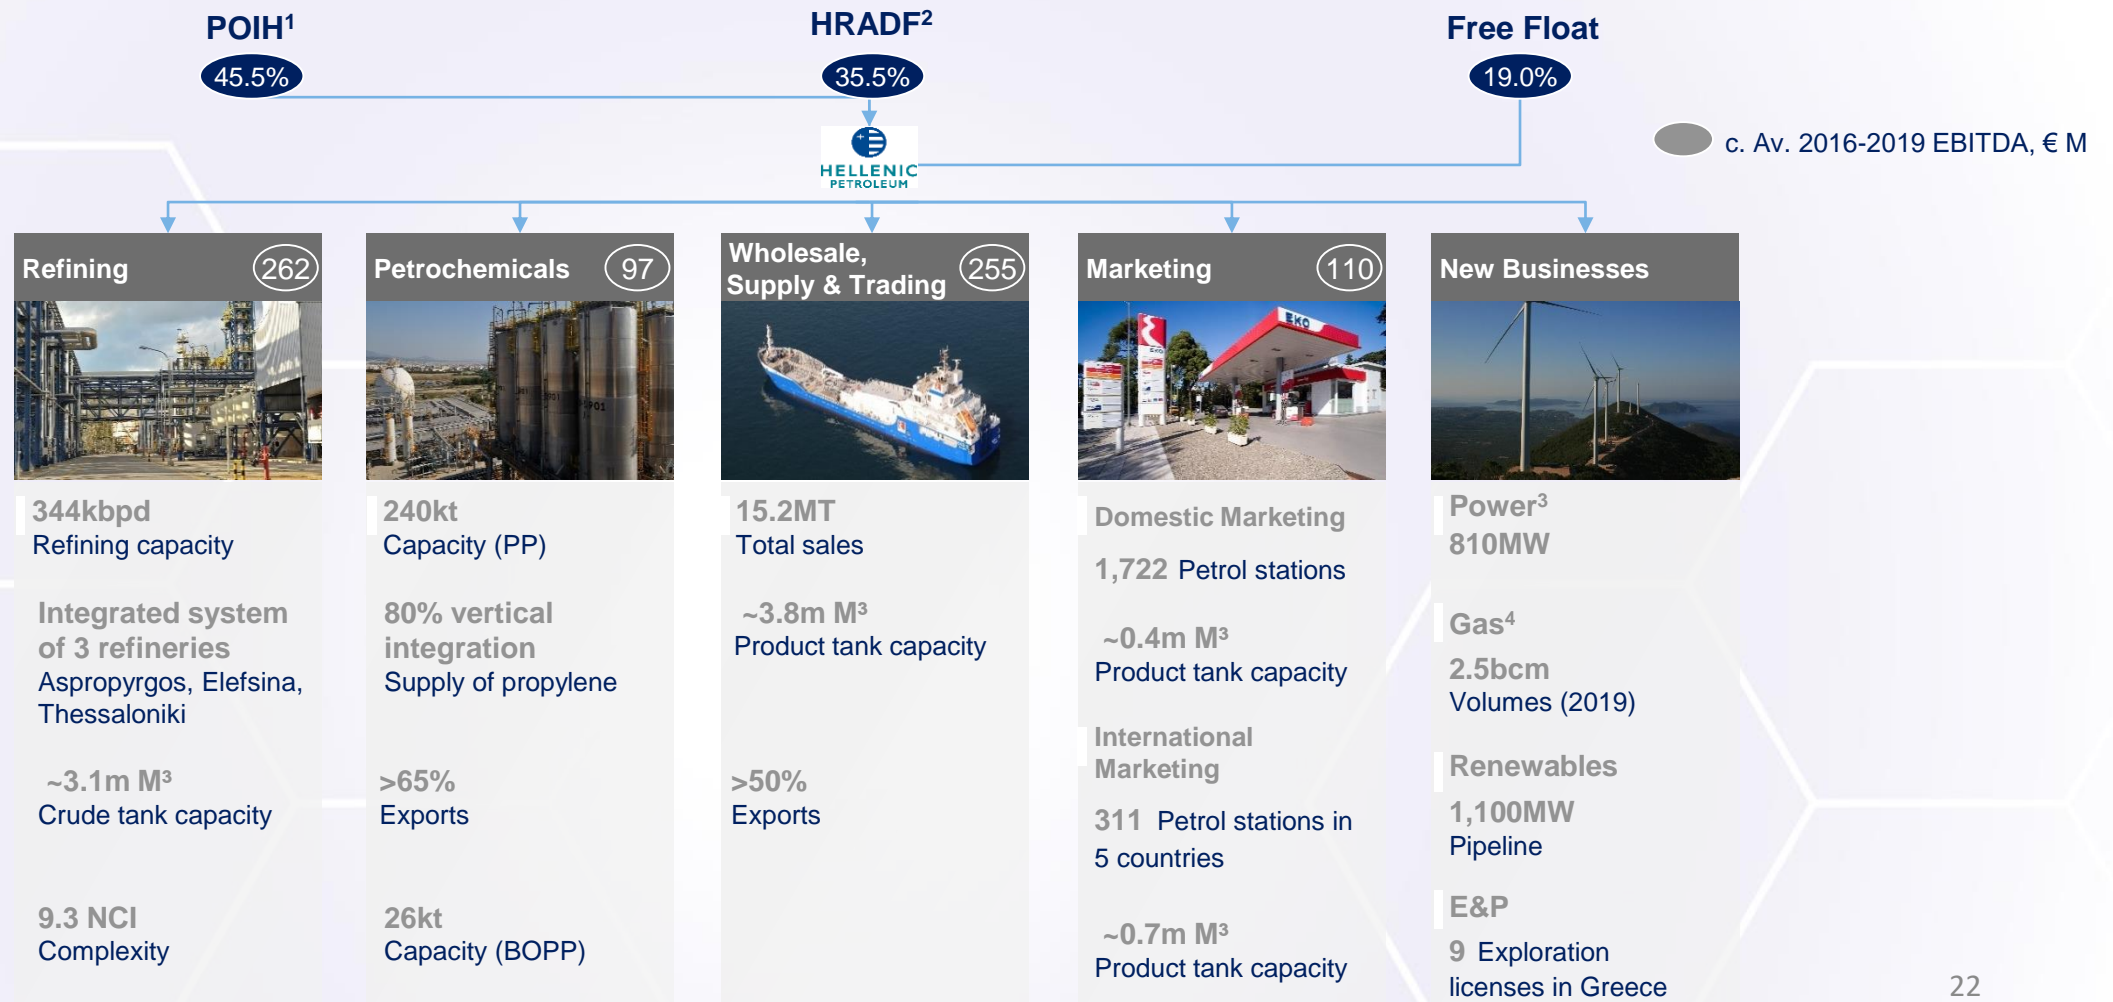 POIH¹
HRADF²
Free Float
45.5%
35.5%
19.0%
HELLENIC
PETROLEUM
c. Av. 2016-2019 EBITDA, € M
Refining
262
344kbpd
Refining capacity
Integrated system
of 3 refineries
Aspropyrgos, Elefsina,
Thessaloniki
~3.1m M³
Crude tank capacity
9.3 NCI
Complexity
Petrochemicals
97
240kt
Capacity (PP)
80% vertical
integration
Supply of propylene
>65%
Exports
26kt
Capacity (BOPP)
Wholesale,
Supply & Trading
255
15.2MT
Total sales
~3.8m M³
Product tank capacity
>50%
Exports
Marketing
110
EKO
Domestic Marketing
1,722 Petrol stations
~0.4m M³
Product tank capacity
International
Marketing
311 Petrol stations in
5 countries
~0.7m M³
Product tank capacity
New Businesses
Power³
810MW
Gas⁴
2.5bcm
Volumes (2019)
Renewables
1,100MW
Pipeline
E&P
9 Exploration
licenses in Greece
22